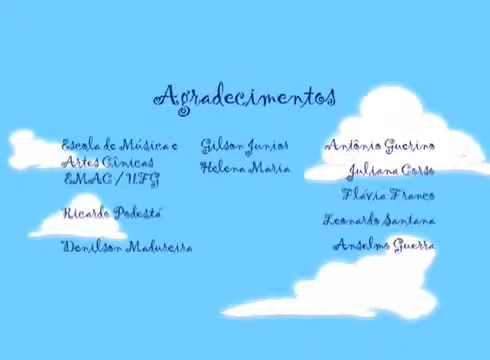 Agradecimentos
Escola de Música e
Artes Cênicas
EMAC / UFG
Ricardo Podestá
Denilson Madureira
Gilson Junior
Helena Maria
Antônio Guerino
Juliana Corso
Flávia Franco
Leonardo Santana
Anselmo Guerra